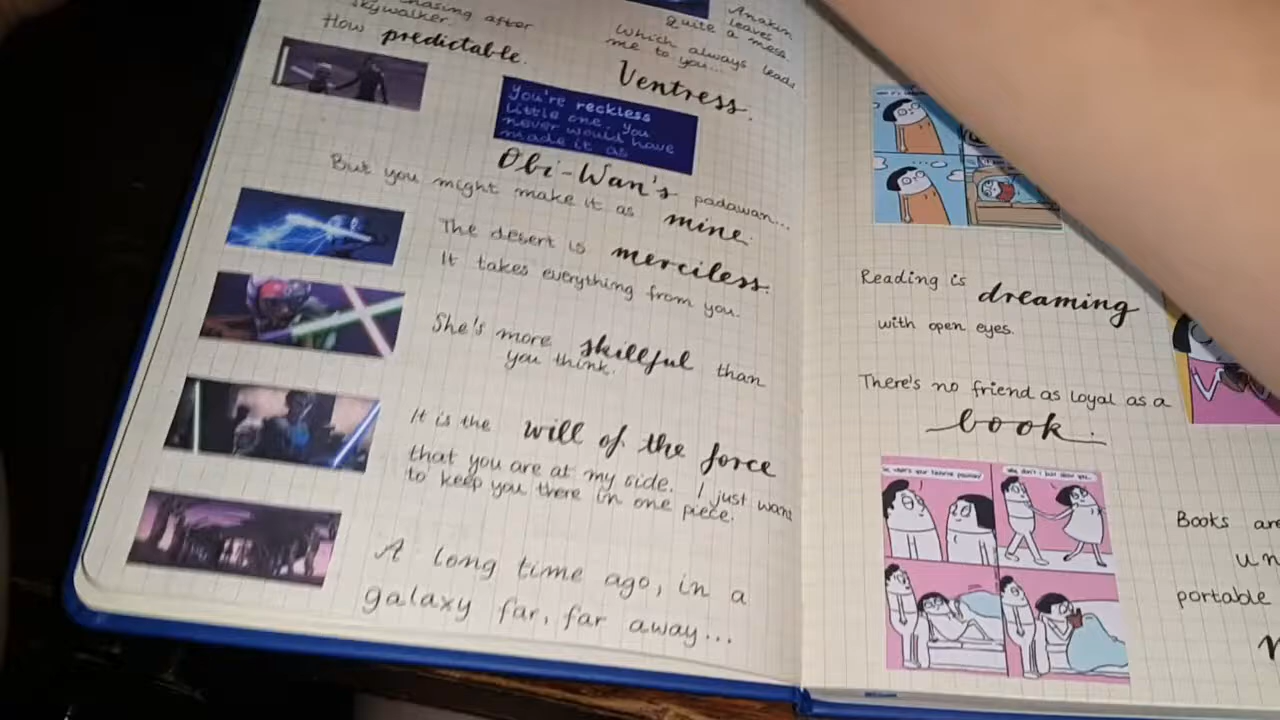 chasing after
Skywalker.
How predictable.
Anakin
leaves
quite a mess.
Which always leads
me to you...
Ventress.
You're reckless
little one. You
never would have
made it as
Obi-Wan's padawan...
But you might make it as mine.
The desert is merciless.
It takes everything from you.
She's more skillful than
you think.
It is the will of the force
that you are at my side. I just want
to keep you there in one piece.
A long time ago, in a
galaxy far, far away...
Reading is dreaming
with open eyes.
There's no friend as loyal as a
book.
Books are
un
portable